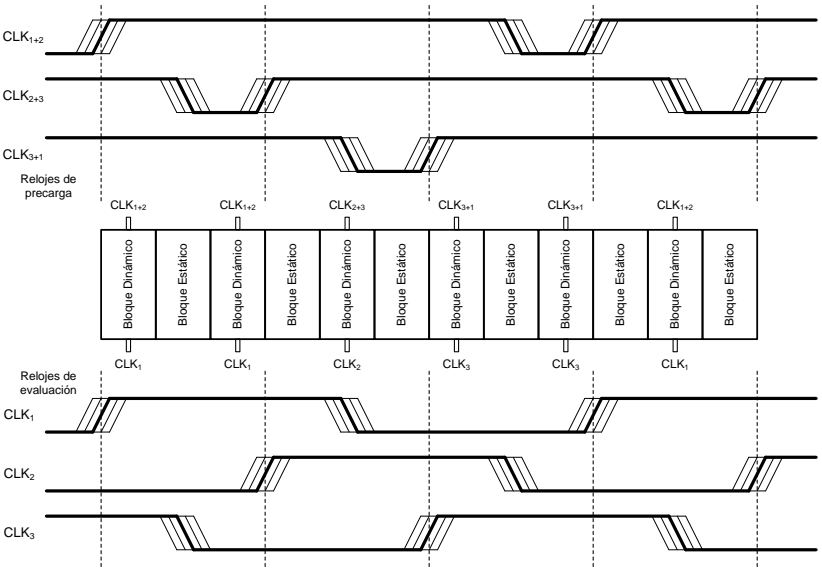 CLK1+2
CLK2+3
CLK3+1
Relojes de
precarga
CLK1+2 CLK1+2 CLK2+3 CLK3+1 CLK3+1 CLK1+2
Bloque Dinámico
Bloque Estático
Bloque Dinámico
Bloque Estático
Bloque Dinámico
Bloque Estático
Bloque Dinámico
Bloque Estático
Bloque Dinámico
Bloque Estático
Bloque Dinámico
Bloque Estático
CLK1 CLK1 CLK2 CLK3 CLK3 CLK1
Relojes de
evaluación
CLK1
CLK2
CLK3